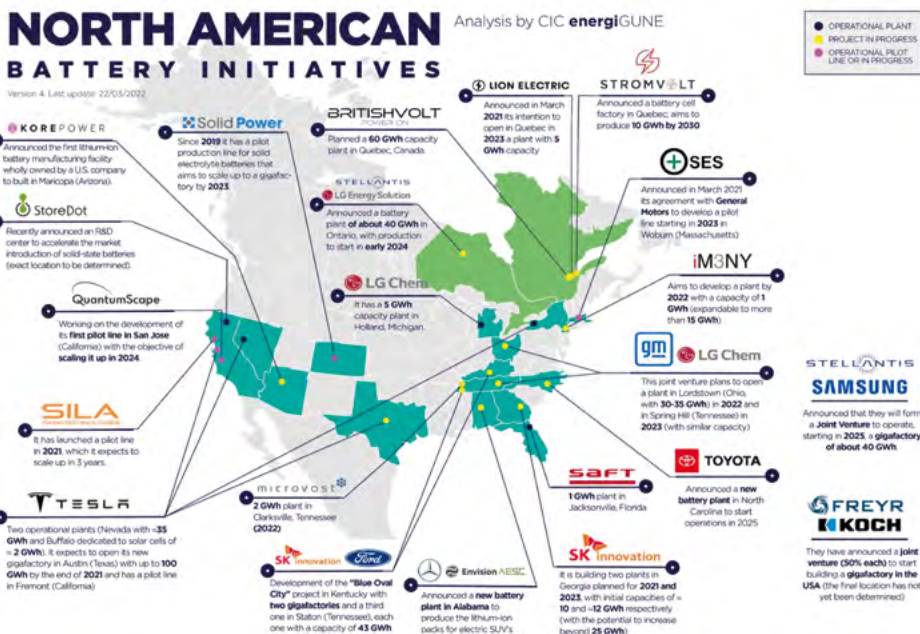 NORTH AMERICAN
BATTERY INITIATIVES
Analysis by CIC energiGUNE
Version 4. Last update: 22/03/2022
OPERATIONAL PLANT
PROJECT IN PROGRESS
OPERATIONAL PILOT
LINE OR IN PROGRESS
KOREPOWER
Announced the first lithium-ion
battery manufacturing facility
wholly owned by a U.S. company
to built in Maricopa (Arizona).
Solid Power
Since 2019 it has a pilot
production line for solid
electrolyte batteries that
aims to scale up to a gigafac-
tory by 2023
BRITISHVOLT
POWER ON
Planned a 60 GWh capacity
plant in Quebec, Canada.
LION ELECTRIC
Announced in March
2021 its intention to
open in Quebec in
2023 a plant with 5
GWh capacity
STROMVOLT
Announced a battery cell
factory in Quebec, aims to
produce 10 GWh by 2030
StoreDot
Recently announced an R&D
center to accelerate the market
introduction of solid-state batteries
(exact location to be determined).
STELLANTIS
LG Energy Solution
Announced a battery
plant of about 40 GWh in
Ontario, with production
to start in early 2024
SES
Announced in March 2021
its agreement with General
Motors to develop a pilot
line starting in 2023 in
Woburn (Massachusetts)
QuantumScape
Working on the development of
its first pilot line in San Jose
(California) with the objective of
scaling it up in 2024.
LG Chem
It has a 5 GWh
capacity plant in
Holland, Michigan.
iM3NY
Aims to develop a plant by
2022 with a capacity of 1
GWh (expandable to more
than 15 GWh)
gm LG Chem
This joint venture plans to open
a plant in Lordstown (Ohio,
with 30-35 GWh) in 2022 and
in Spring Hill (Tennessee) in
2023 (with similar capacity)
STELLANTIS
SAMSUNG
Announced that they will form
a Joint Venture to operate,
starting in 2025, a gigafactory
of about 40 GWh
SILA
It has launched a pilot line
in 2021, which it expects to
scale up in 3 years.
TESLA
Two operational plants (Nevada with ≈35
GWh and Buffalo dedicated to solar cells of
≈ 2 GWh). It expects to open its new
gigafactory in Austin (Texas) with up to 100
GWh by the end of 2021 and has a pilot line
in Fremont (California)
microvast
2 GWh plant in
Clarksville, Tennessee
(2022)
SAFT
1 GWh plant in
Jacksonville, Florida
TOYOTA
Announced a new
battery plant in North
Carolina to start
operations in 2025
FREYR
KOCH
They have announced a joint
venture (50% each) to start
building a gigafactory in the
USA (the final location has not
yet been determined)
SK innovation Ford
Development of the "Blue Oval
City" project in Kentucky with
two gigafactories and a third
one in Staton (Tennessee), each
one with a capacity of 43 GWh
Envision AESC
Announced a new battery
plant in Alabama to
produce the lithium-ion
packs for electric SUV's
SK innovation
It is building two plants in
Georgia planned for 2021 and
2023, with initial capacities of ≈
10 and ≈12 GWh respectively
(with the potential to increase
beyond 25 GWh)